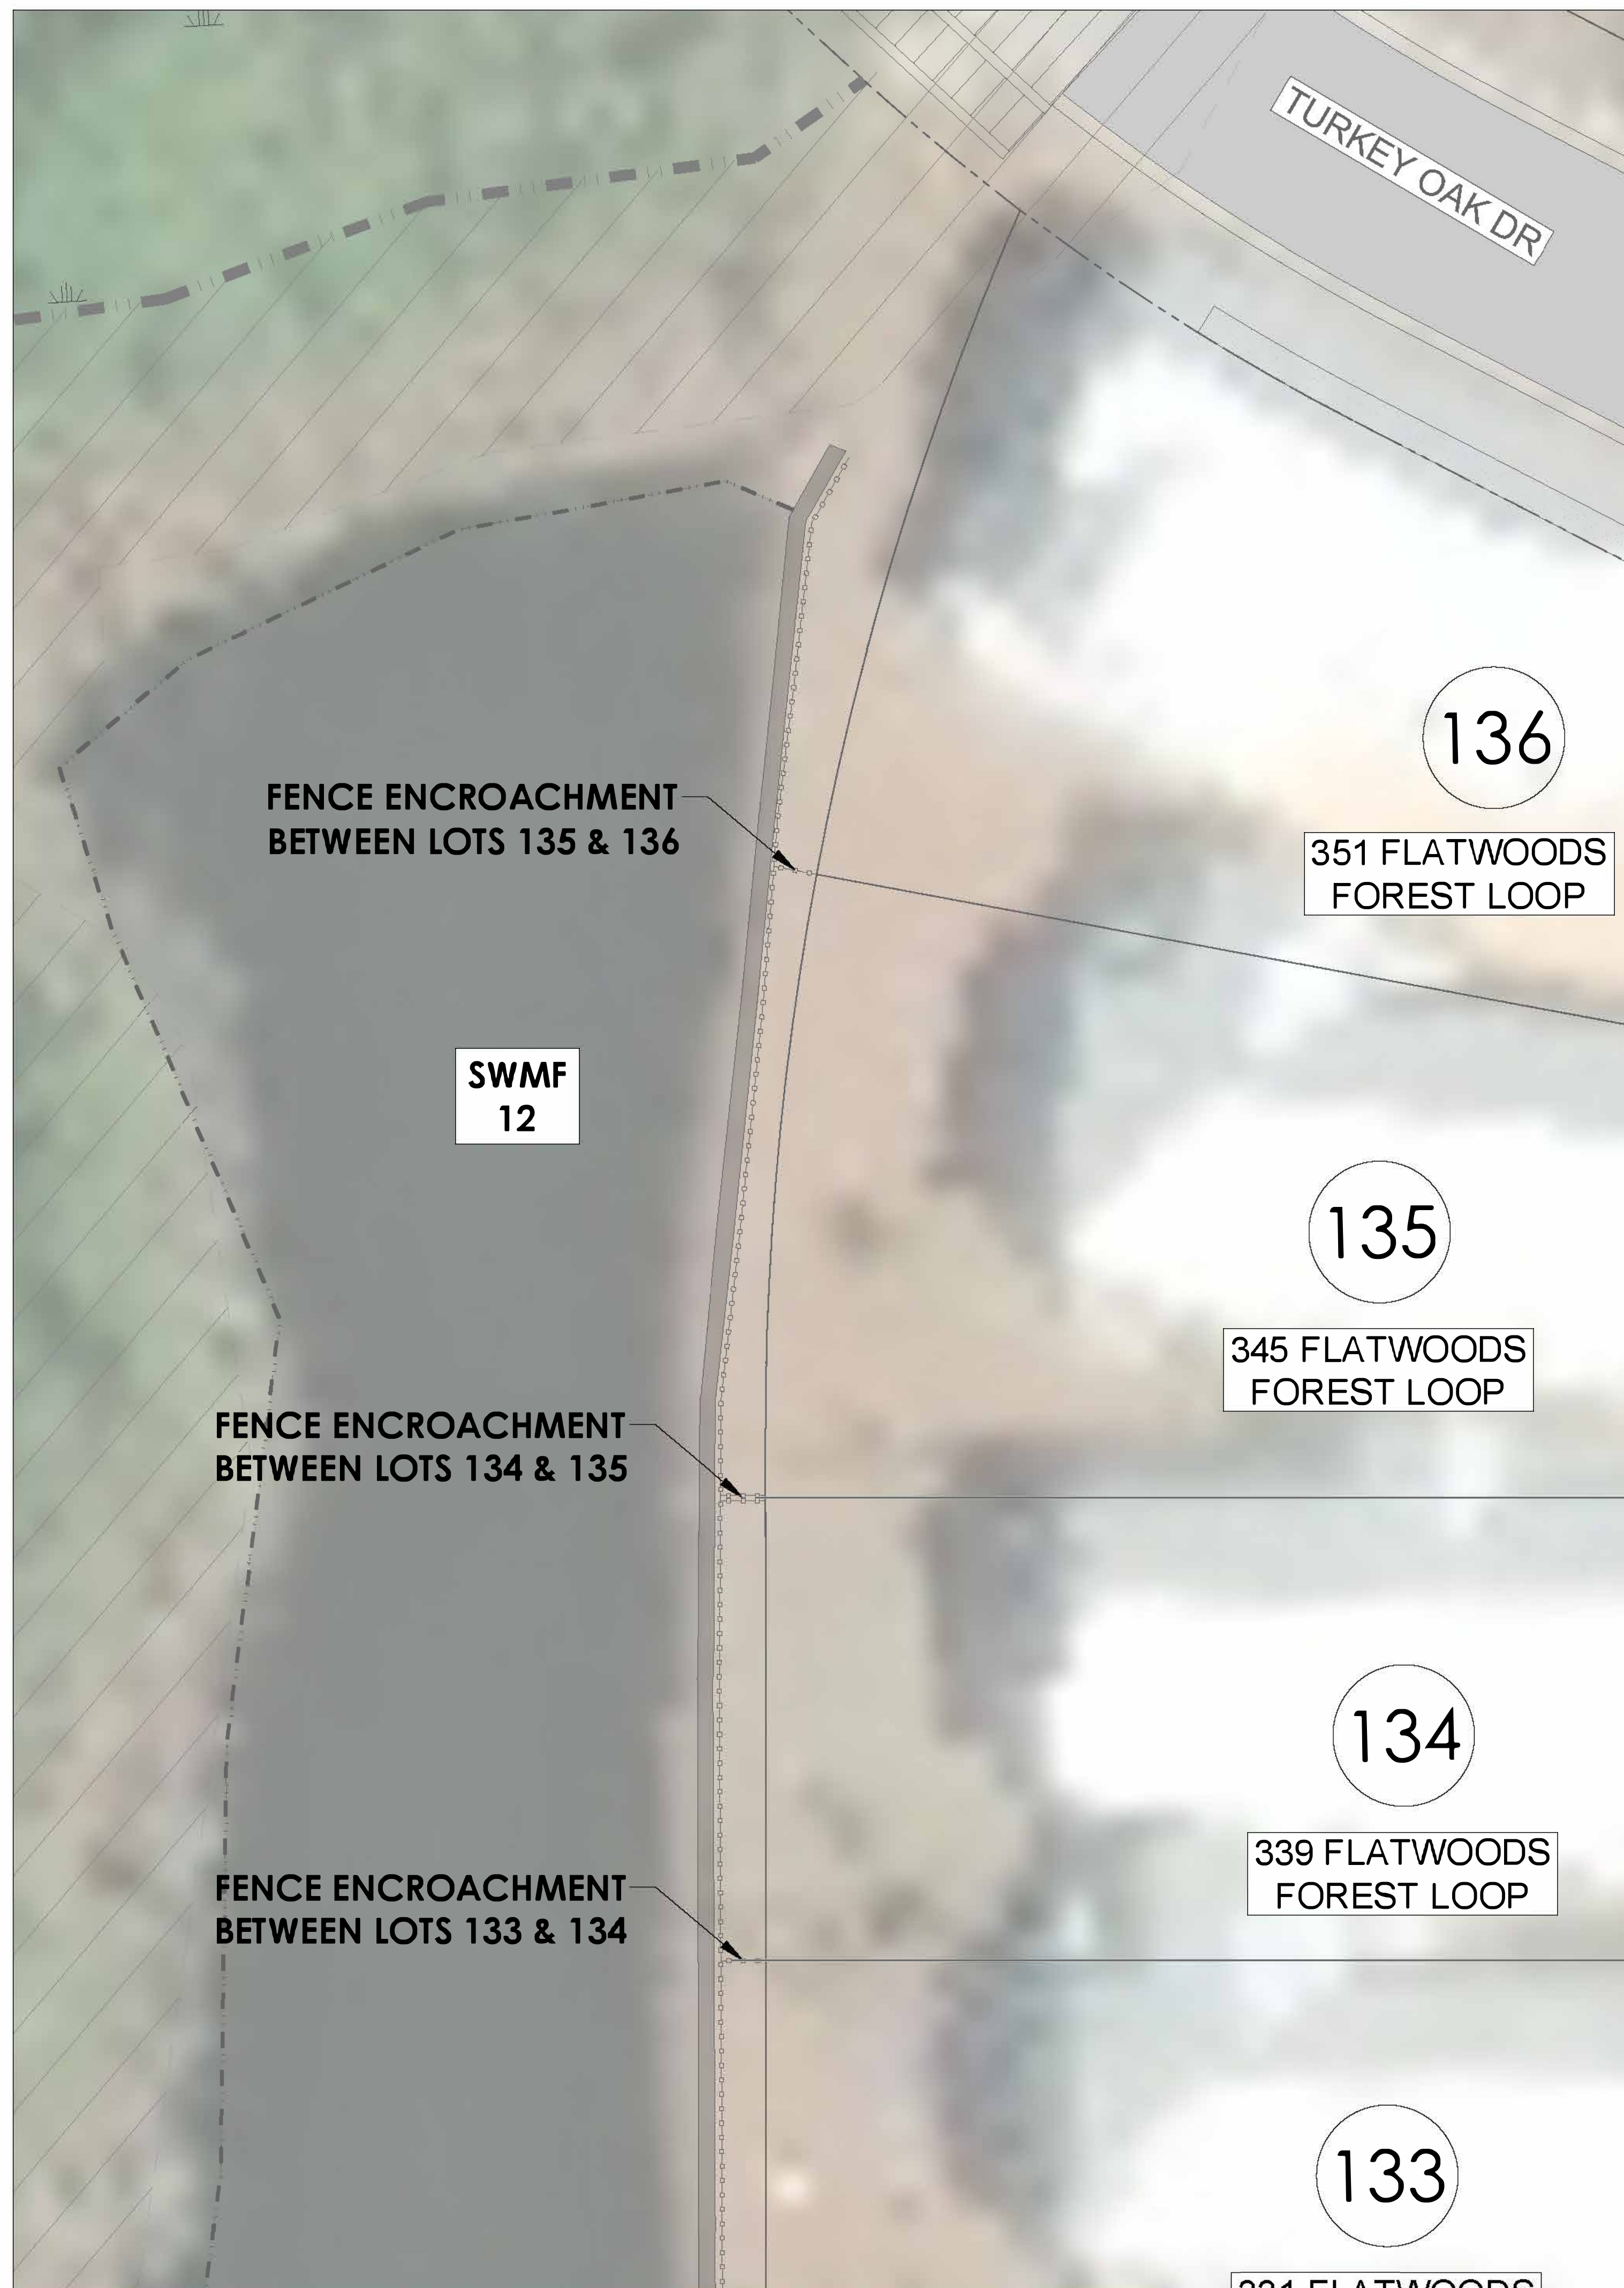 TURKEY OAK DR
136
FENCE ENCROACHMENT
BETWEEN LOTS 135 & 136
351 FLATWOODS
FOREST LOOP
SWMF
12
135
345 FLATWOODS
FOREST LOOP
FENCE ENCROACHMENT
BETWEEN LOTS 134 & 135
134
339 FLATWOODS
FOREST LOOP
FENCE ENCROACHMENT
BETWEEN LOTS 133 & 134
133
FLATWOODS